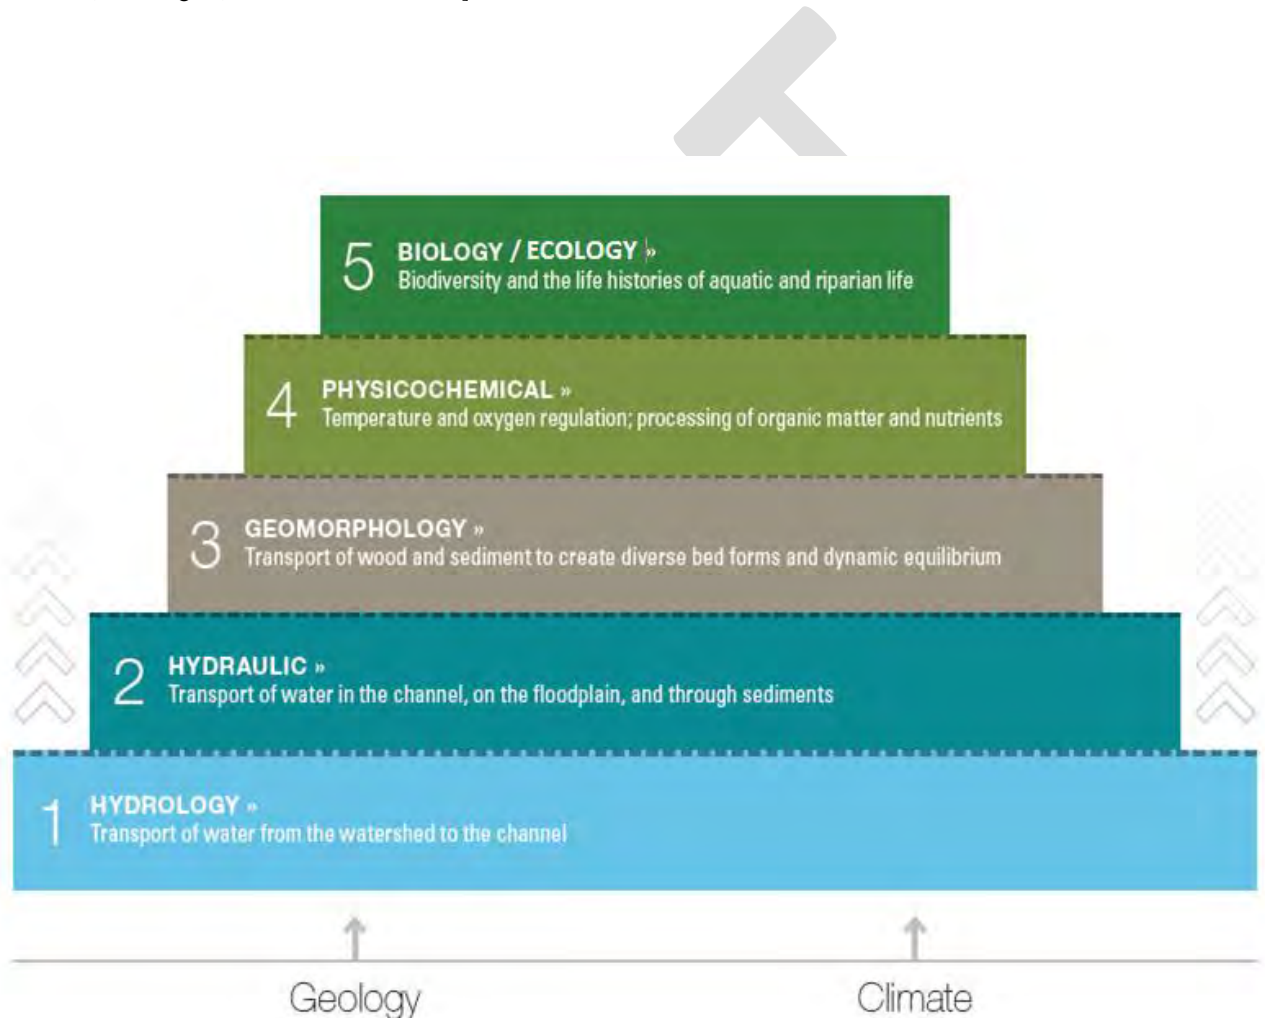 5 BIOLOGY / ECOLOGY »
Biodiversity and the life histories of aquatic and riparian life
4 PHYSICOCHEMICAL »
Temperature and oxygen regulation; processing of organic matter and nutrients
3 GEOMORPHOLOGY »
Transport of wood and sediment to create diverse bed forms and dynamic equilibrium
2 HYDRAULIC »
Transport of water in the channel, on the floodplain, and through sediments
1 HYDROLOGY »
Transport of water from the watershed to the channel
Geology Climate